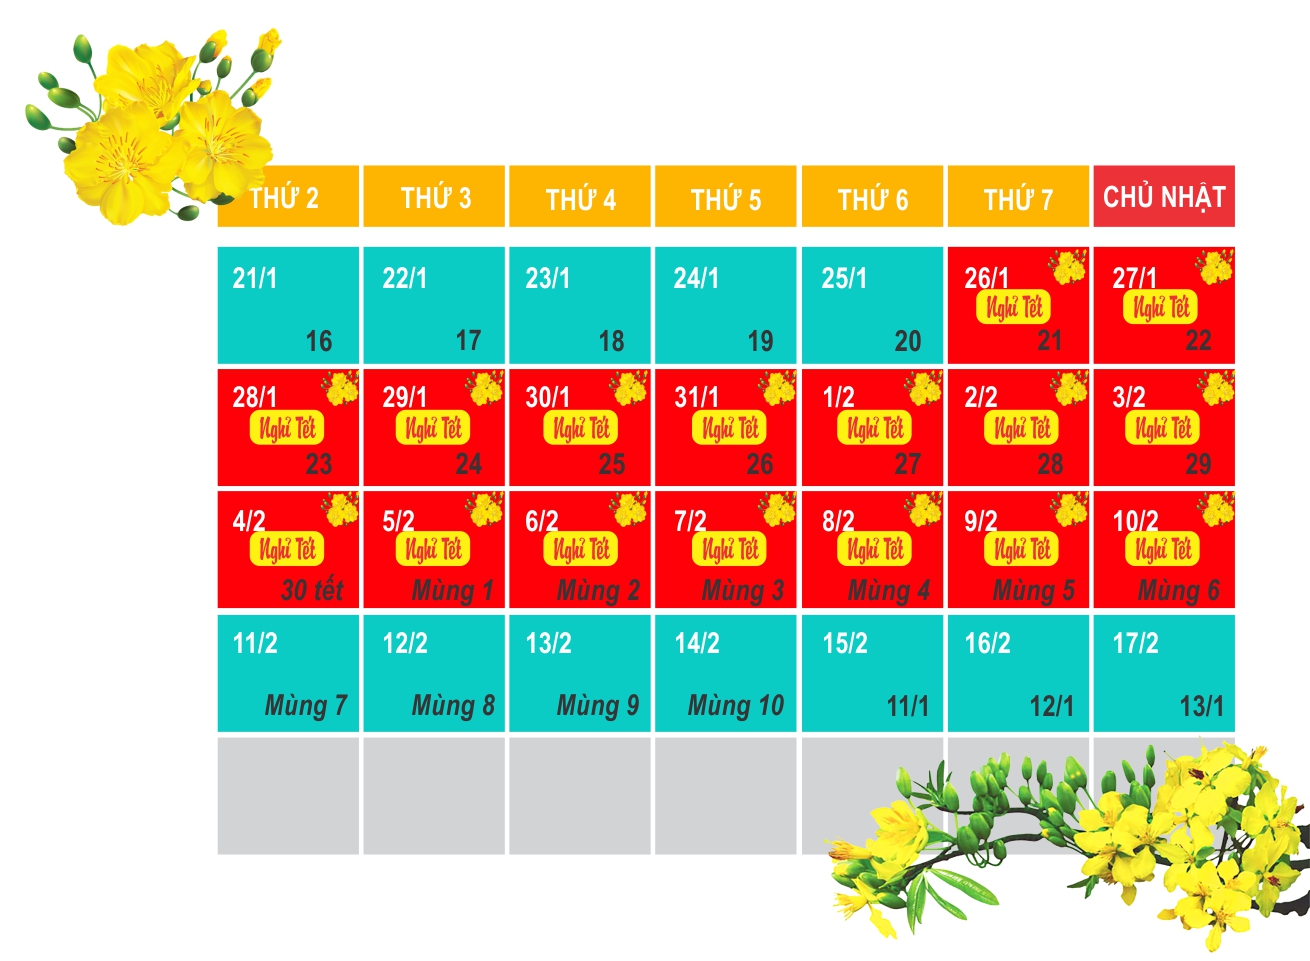 THỨ 2 THỨ 3 THỨ 4 THỨ 5 THỨ 6 THỨ 7 CHỦ NHẬT
21/1 22/1 23/1 24/1 25/1 26/1 27/1
Nghỉ Tết Nghỉ Tết
16 17 18 19 20 21 22
28/1 29/1 30/1 31/1 1/2 2/2 3/2
Nghỉ Tết Nghỉ Tết Nghỉ Tết Nghỉ Tết Nghỉ Tết Nghỉ Tết Nghỉ Tết
23 24 25 26 27 28 29
4/2 5/2 6/2 7/2 8/2 9/2 10/2
Nghỉ Tết Nghỉ Tết Nghỉ Tết Nghỉ Tết Nghỉ Tết Nghỉ Tết Nghỉ Tết
30 tết Mùng 1 Mùng 2 Mùng 3 Mùng 4 Mùng 5 Mùng 6
11/2 12/2 13/2 14/2 15/2 16/2 17/2
Mùng 7 Mùng 8 Mùng 9 Mùng 10 11/1 12/1 13/1